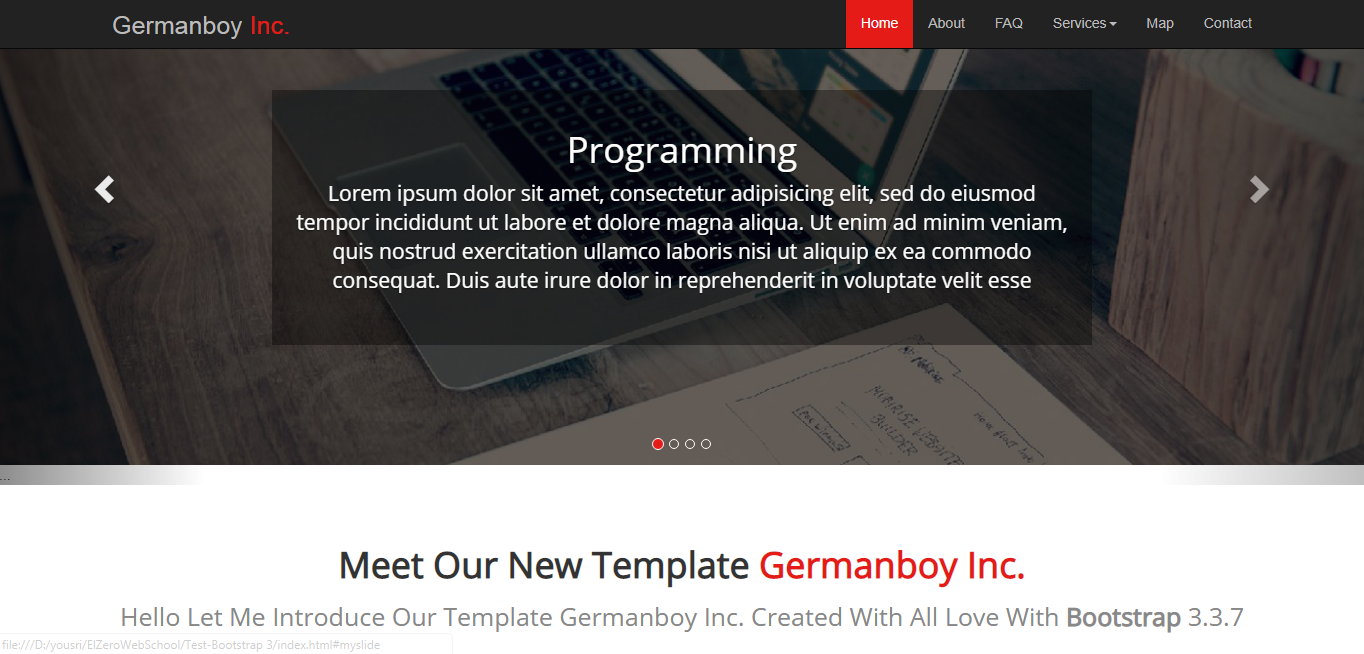 Germanboy Inc.
Home About FAQ Services Map Contact
Programming
Lorem ipsum dolor sit amet, consectetur adipisicing elit, sed do eiusmod
tempor incididunt ut labore et dolore magna aliqua. Ut enim ad minim veniam,
quis nostrud exercitation ullamco laboris nisi ut aliquip ex ea commodo
consequat. Duis aute irure dolor in reprehenderit in voluptate velit esse
...
Meet Our New Template Germanboy Inc.
Hello Let Me Introduce Our Template Germanboy Inc. Created With All Love With Bootstrap 3.3.7
file:///D:/yousri/ElZeroWebSchool/Test-Bootstrap 3/index.html#myslide